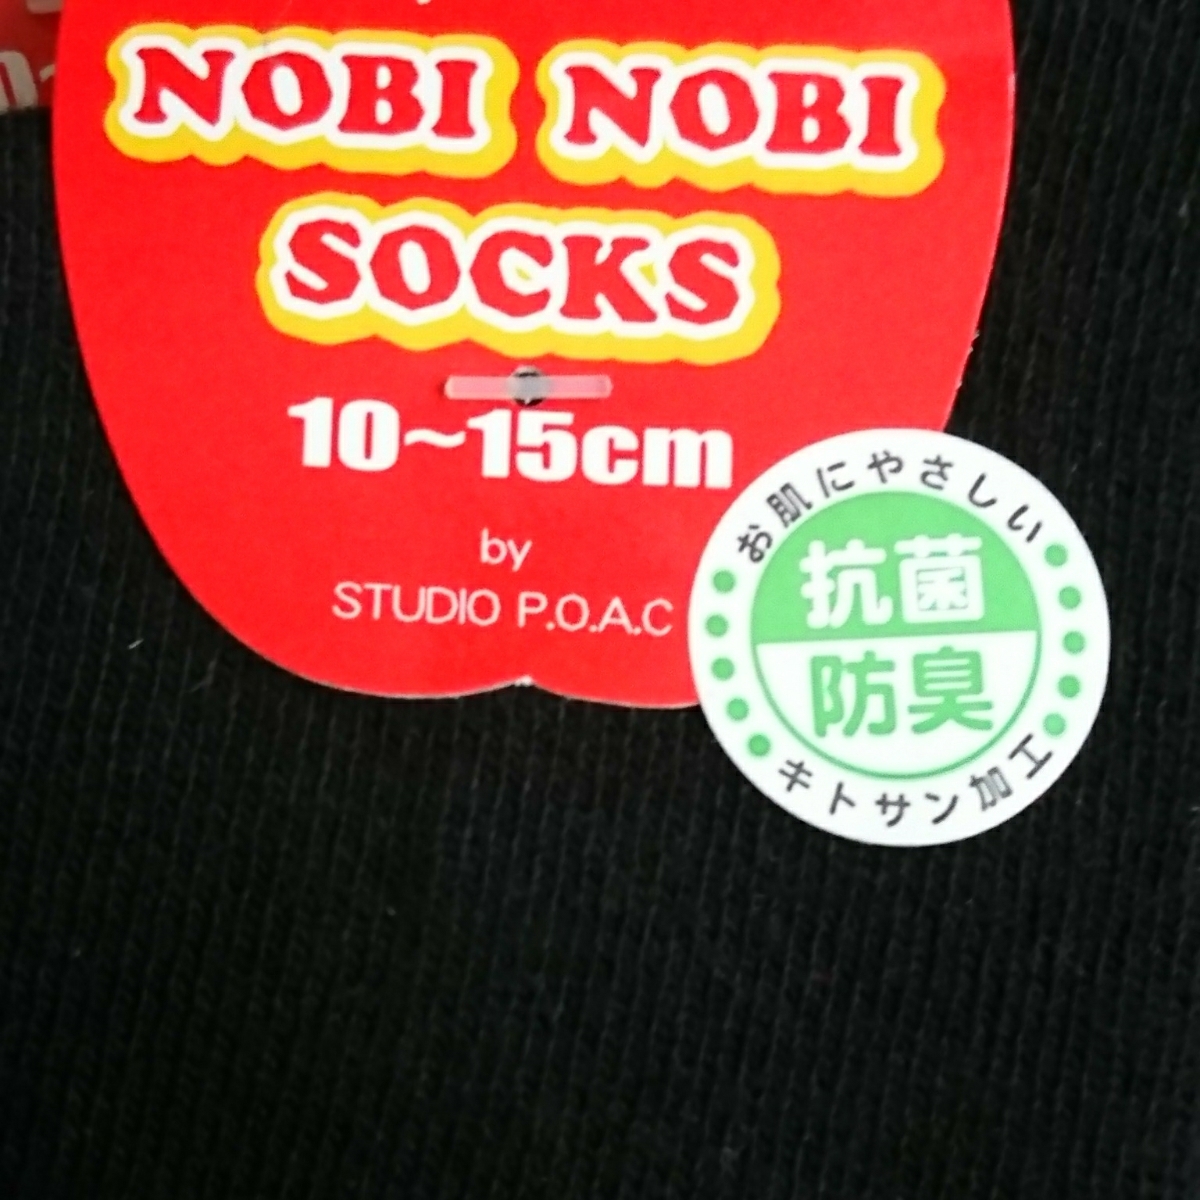 NOBI NOBI
SOCKS
10~15cm
by
STUDIO P.O.A.C
お肌にやさしい
抗菌
防臭
キトサン加工